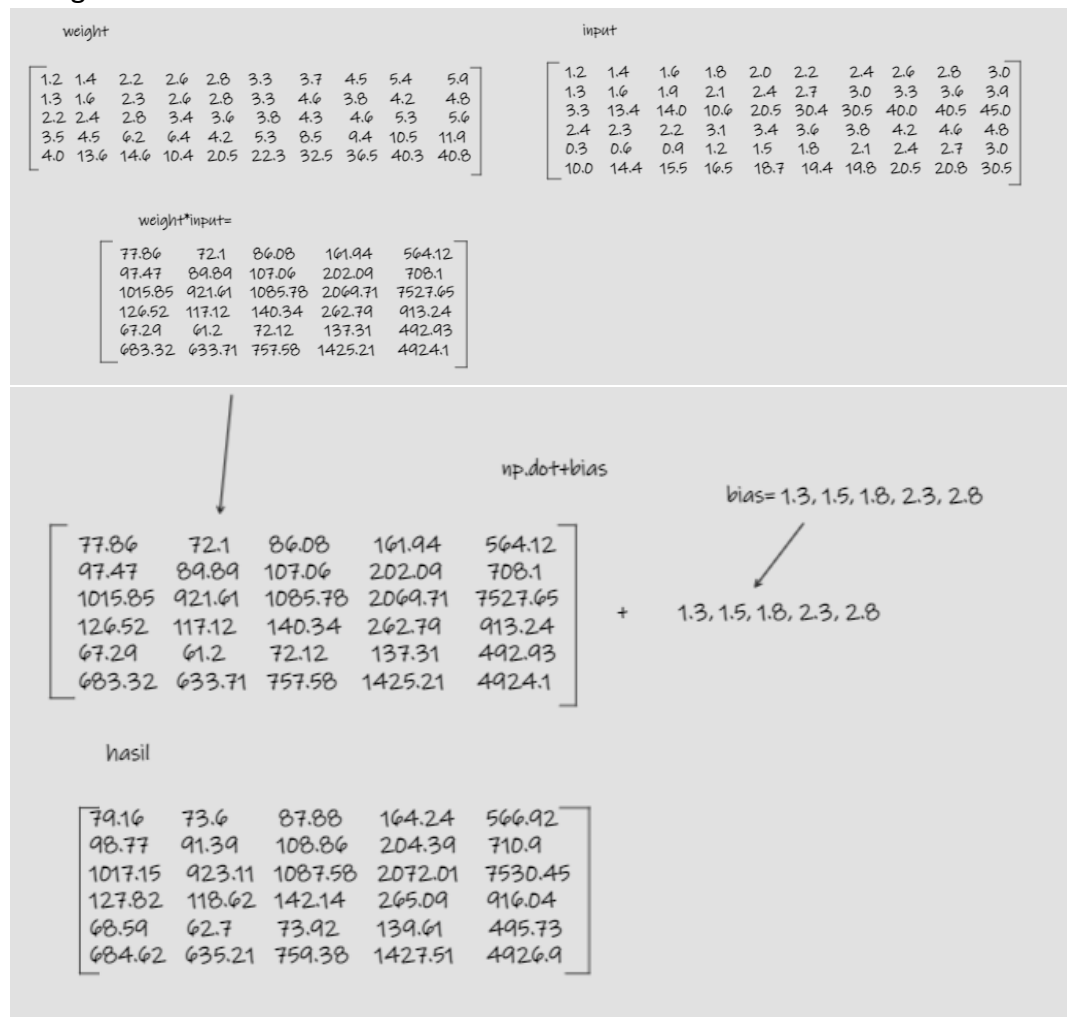 weight
input
1.2 1.4 2.2 2.6 2.8 3.3 3.7 4.5 5.4 5.9
1.3 1.6 2.3 2.6 2.8 3.3 4.6 3.8 4.2 4.8
2.2 2.4 2.8 3.4 3.6 3.8 4.3 4.6 5.3 5.6
3.5 4.5 6.2 6.4 4.2 5.3 8.5 9.4 10.5 11.9
4.0 13.6 14.6 10.4 20.5 22.3 32.5 36.5 40.3 40.8
1.2 1.4 1.6 1.8 2.0 2.2 2.4 2.6 2.8 3.0
1.3 1.6 1.9 2.1 2.4 2.7 3.0 3.3 3.6 3.9
3.3 13.4 14.0 10.6 20.5 30.4 30.5 40.0 40.5 45.0
2.4 2.3 2.2 3.1 3.4 3.6 3.8 4.2 4.6 4.8
0.3 0.6 0.9 1.2 1.5 1.8 2.1 2.4 2.7 3.0
10.0 14.4 15.5 16.5 18.7 19.4 19.8 20.5 20.8 30.5
weight*input=
77.86 72.1 86.08 161.94 564.12
97.47 89.89 107.06 202.09 708.1
1015.85 921.61 1085.78 2069.71 7527.65
126.52 117.12 140.34 262.79 913.24
67.29 61.2 72.12 137.31 492.93
683.32 633.71 757.58 1425.21 4924.1
np.dot+bias
bias= 1.3, 1.5, 1.8, 2.3, 2.8
77.86 72.1 86.08 161.94 564.12
97.47 89.89 107.06 202.09 708.1
1015.85 921.61 1085.78 2069.71 7527.65
126.52 117.12 140.34 262.79 913.24
67.29 61.2 72.12 137.31 492.93
683.32 633.71 757.58 1425.21 4924.1
+ 1.3, 1.5, 1.8, 2.3, 2.8
hasil
79.16 73.6 87.88 164.24 566.92
98.77 91.39 108.86 204.39 710.9
1017.15 923.11 1087.58 2072.01 7530.45
127.82 118.62 142.14 265.09 916.04
68.59 62.7 73.92 139.61 495.73
684.62 635.21 759.38 1427.51 4926.9